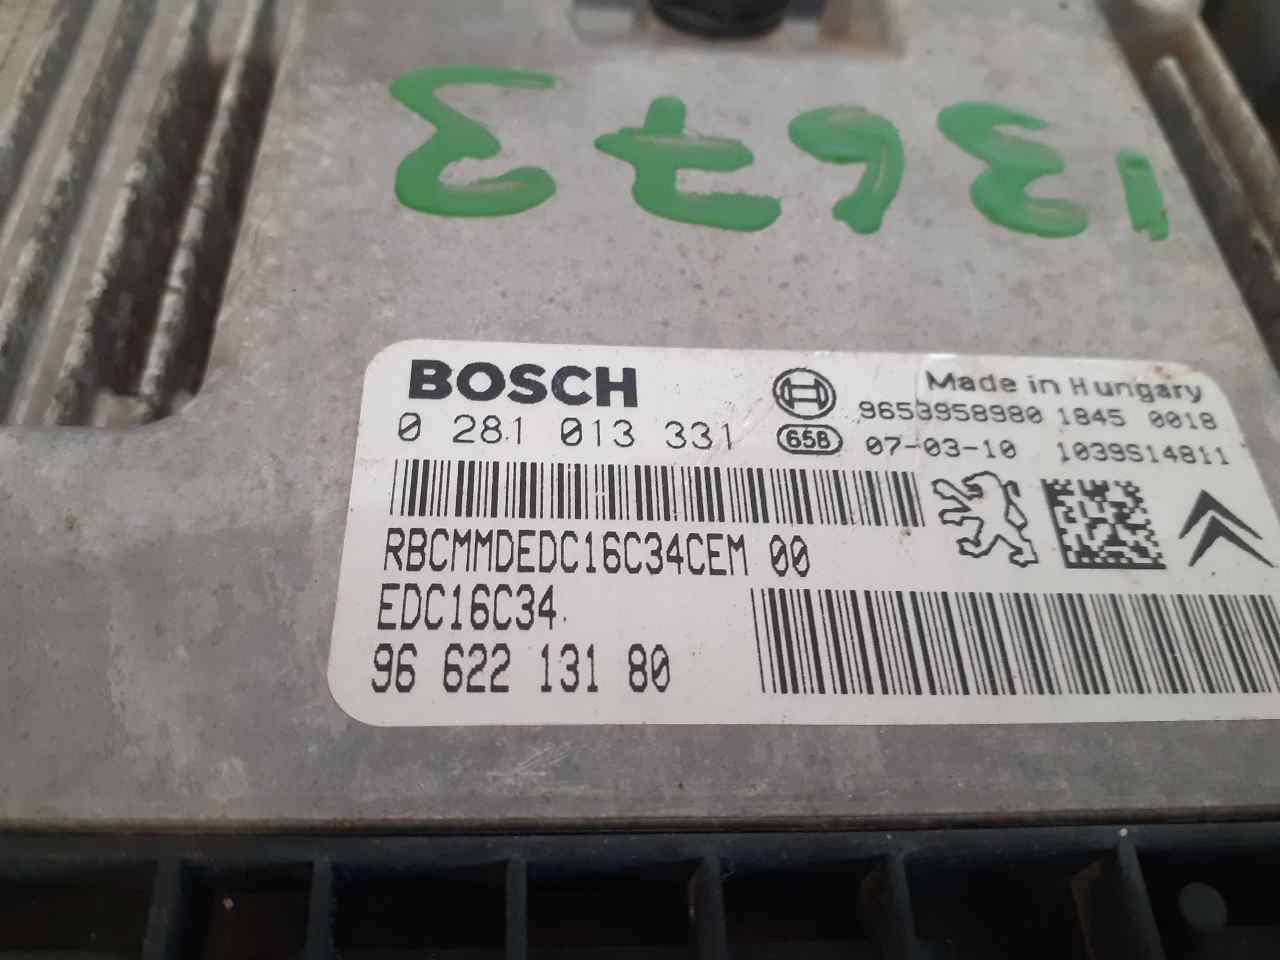 13673
BOSCH
Made in Hungary
9653958980 1845 0018
0 281 013 331
658 07-03-10 1039S14811
RBCMMDEDC16C34CEM 00
EDC16C34
96 622 131 80